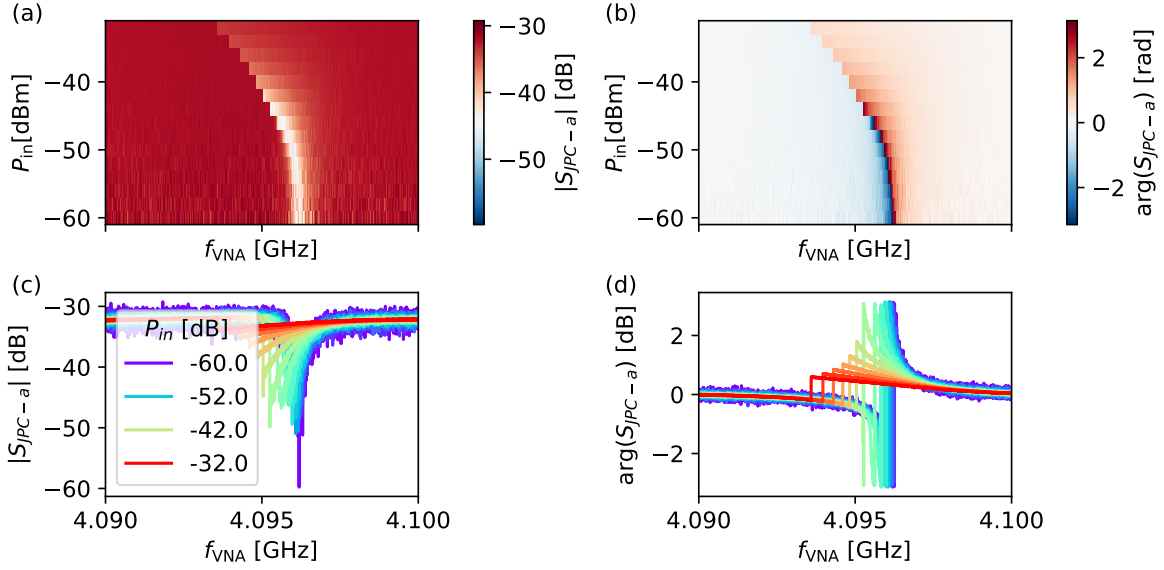 (a)
−40
−50
−60
P_in[dBm]
f_VNA [GHz]
−30
−40
−50
|S_JPC−a| [dB]
(b)
−40
−50
−60
P_in[dBm]
f_VNA [GHz]
2
0
−2
arg(S_JPC−a) [rad]
(c)
−30
−40
−50
−60
|S_JPC−a| [dB]
P_in [dB]
-60.0
-52.0
-42.0
-32.0
4.090
4.095
4.100
f_VNA [GHz]
(d)
2
0
−2
arg(S_JPC−a) [dB]
4.090
4.095
4.100
f_VNA [GHz]